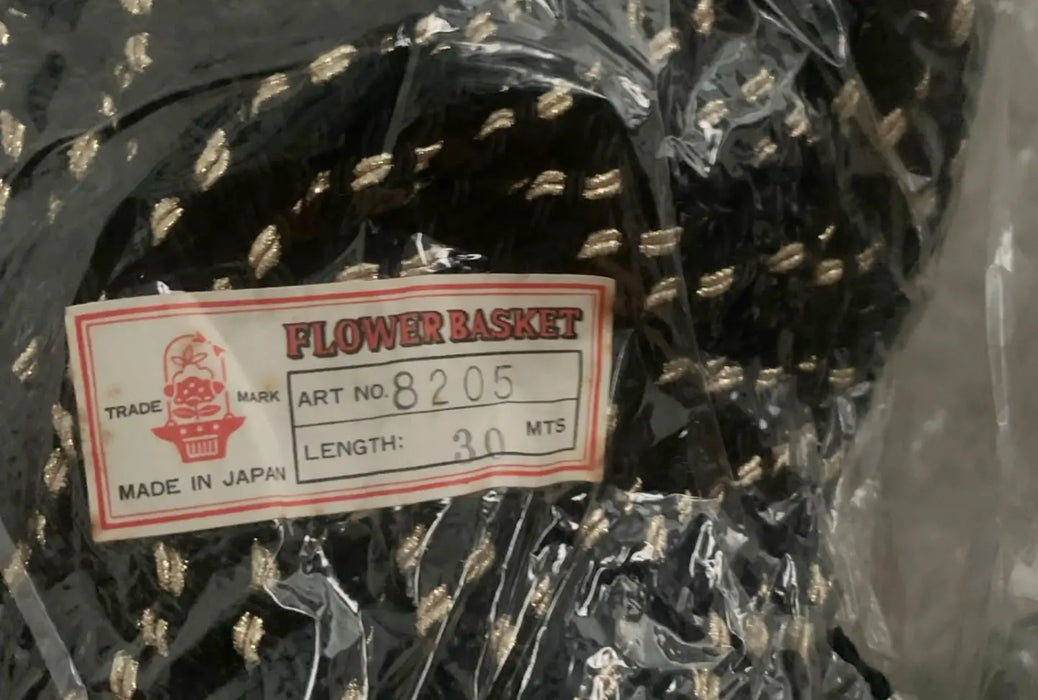 FLOWER BASKET
TRADE MARK
ART NO. 8205
LENGTH: 30 MTS
MADE IN JAPAN